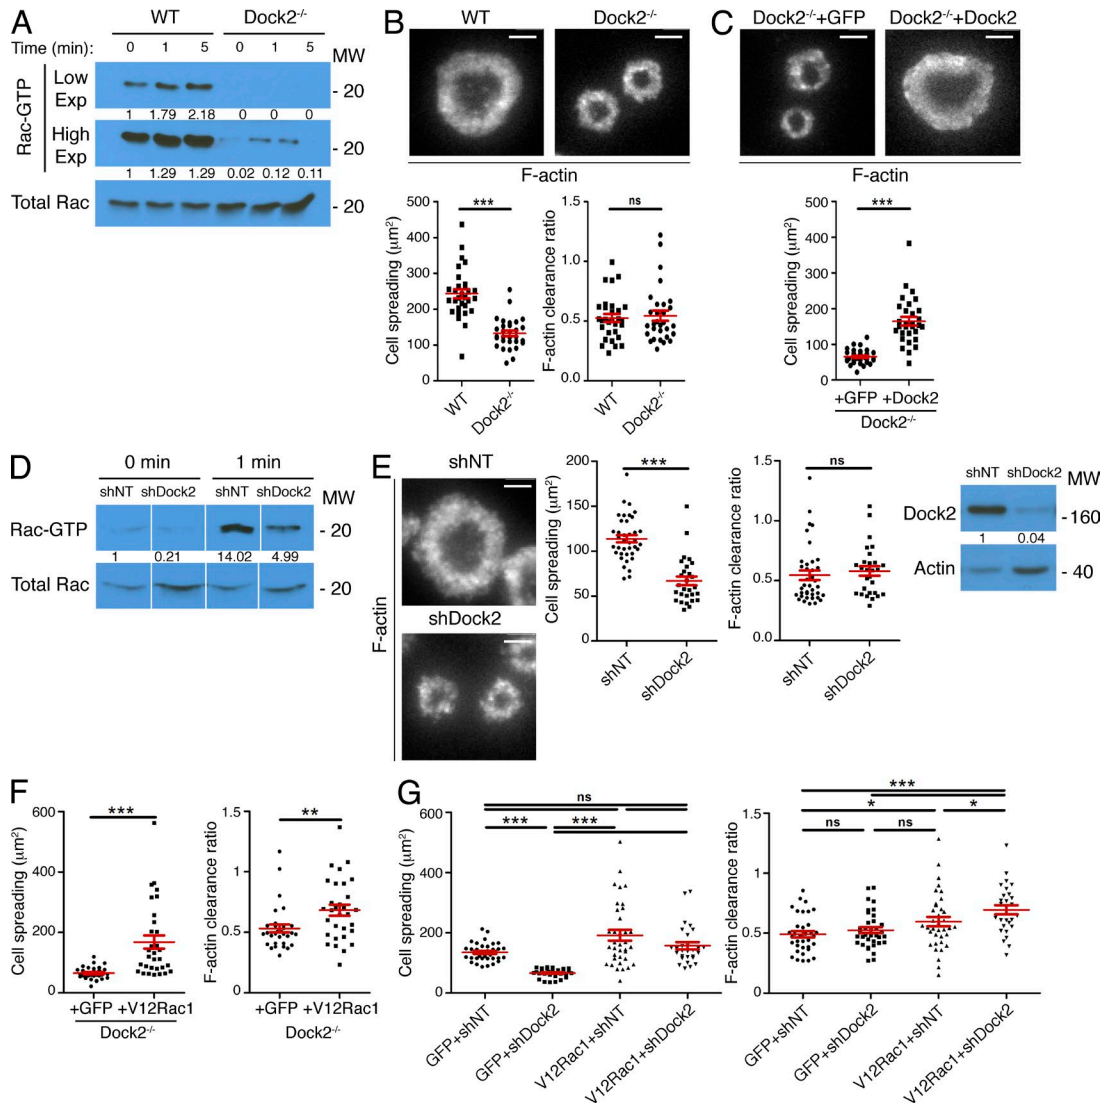 A
WT Dock2-/-
Time (min): 0 1 5 0 1 5 MW
Rac-GTP
Low Exp - 20
1 1.79 2.18 0 0 0
High Exp - 20
1 1.29 1.29 0.02 0.12 0.11
Total Rac - 20
B
WT Dock2-/-
F-actin
Cell spreading (μm2)
500
400
300
200
100
0
***
WT Dock2-/-
F-actin clearance ratio
1.5
1.0
0.5
0.0
ns
WT Dock2-/-
C
Dock2-/-+GFP Dock2-/-+Dock2
F-actin
Cell spreading (μm2)
500
400
300
200
100
0
***
+GFP +Dock2
Dock2-/-
D
0 min 1 min
shNT shDock2 shNT shDock2 MW
Rac-GTP - 20
1 0.21 14.02 4.99
Total Rac - 20
E
F-actin
shNT
shDock2
Cell spreading (μm2)
200
150
100
50
0
***
shNT shDock2
F-actin clearance ratio
1.5
1.0
0.5
0.0
ns
shNT shDock2
shNT shDock2 MW
Dock2 -160
1 0.04
Actin - 40
F
Cell spreading (μm2)
600
400
200
0
***
+GFP +V12Rac1
Dock2-/-
F-actin clearance ratio
1.5
1
0.5
0
**
+GFP +V12Rac1
Dock2-/-
G
Cell spreading (μm2)
600
400
200
0
ns
*** ***
GFP+shNT GFP+shDock2 V12Rac1+shNT V12Rac1+shDock2
F-actin clearance ratio
1.5
1.0
0.5
0.0
***
* *
ns ns
GFP+shNT GFP+shDock2 V12Rac1+shNT V12Rac1+shDock2